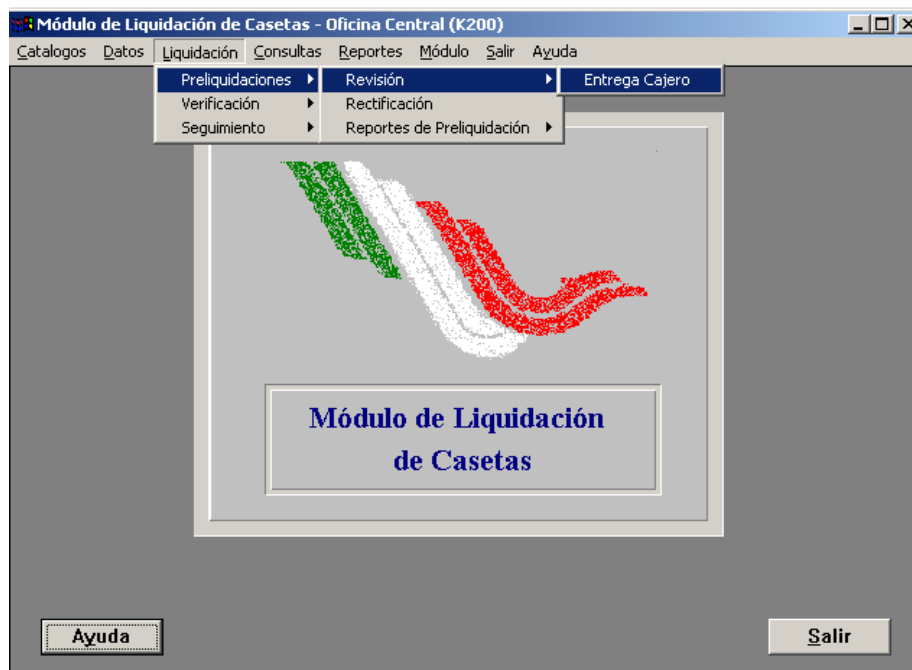 Módulo de Liquidación de Casetas - Oficina Central (K200)
Catalogos Datos Liquidación Consultas Reportes Módulo Salir Ayuda
Preliquidaciones Revisión Entrega Cajero
Verificación Rectificación
Seguimiento Reportes de Preliquidación
Módulo de Liquidación
de Casetas
Ayuda Salir